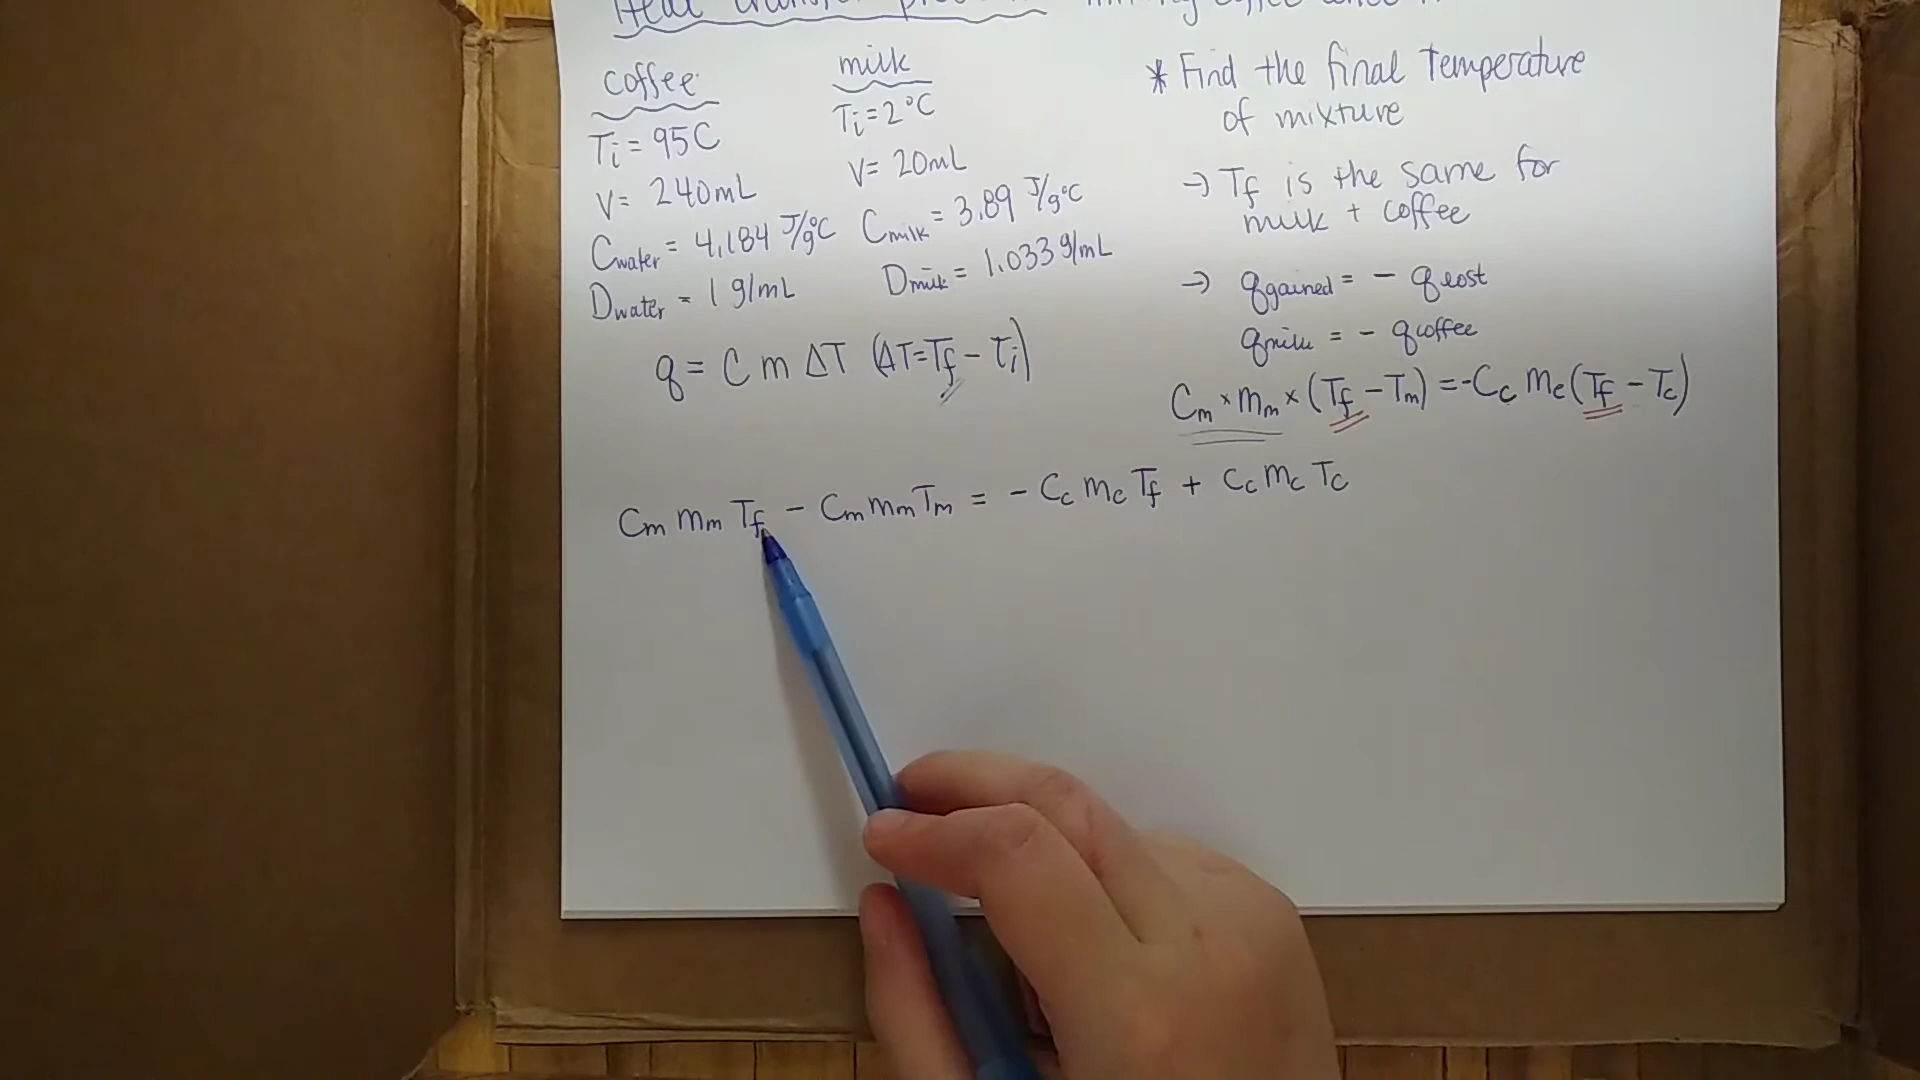 Heat transfer
coffee
Ti = 95C
V = 240mL
Cwater = 4.184 J/g°C
Dwater = 1 g/mL
milk
Ti = 2°C
V = 20mL
Cmilk = 3.89 J/g°C
Dmilk = 1.033 g/mL
q = C m ΔT (ΔT = Tf - Ti)
* Find the final temperature
of mixture
→ Tf is the same for
milk + coffee
→ qgained = - qlost
qmilk = - qcoffee
Cm × mm × (Tf - Tm) = -Cc mc (Tf - Tc)
Cm mm Tf - Cm mm Tm = - Cc mc Tf + Cc mc Tc